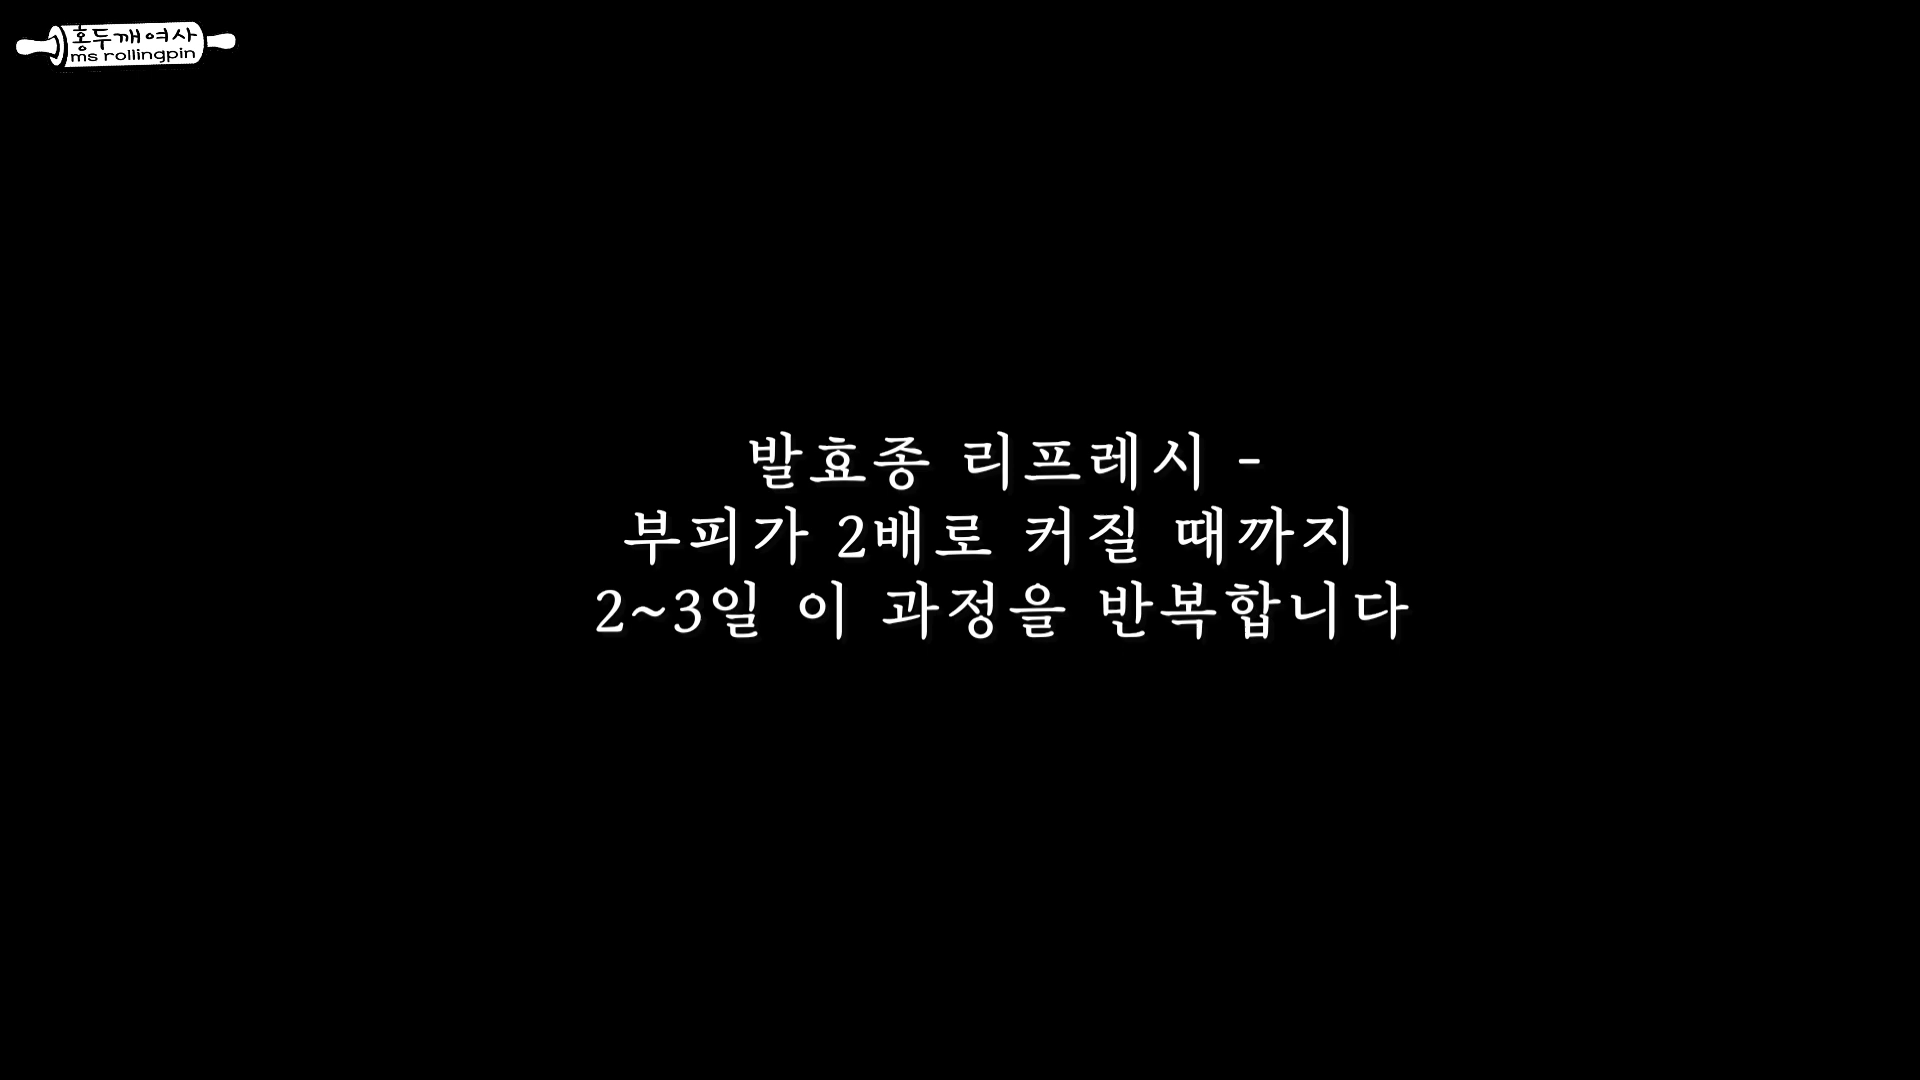 홍두깨여사
ms rollingpin
발효종 리프레시 -
부피가 2배로 커질 때까지
2~3일 이 과정을 반복합니다